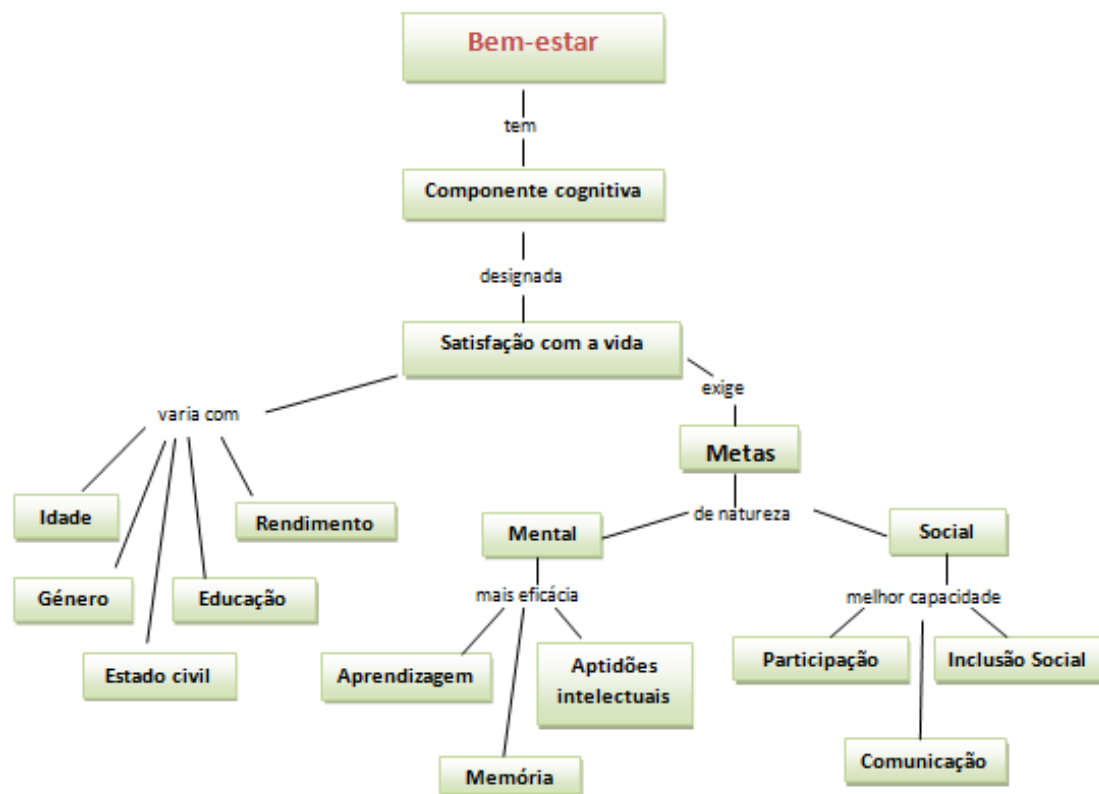 Bem-estar
tem
Componente cognitiva
designada
Satisfação com a vida
varia com
exige
Metas
Idade
Rendimento
Género
Educação
Estado civil
de natureza
Mental
Social
mais eficácia
melhor capacidade
Aprendizagem
Aptidões
intelectuais
Memória
Participação
Inclusão Social
Comunicação